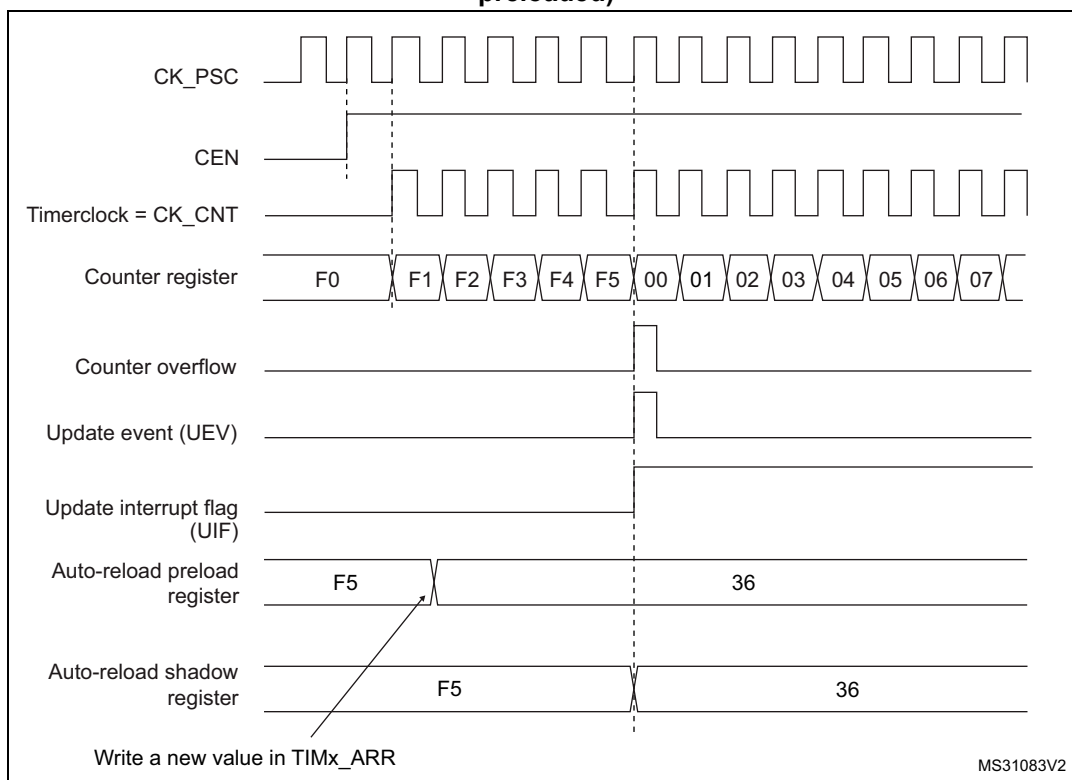 preloaded)
CK_PSC
CEN
Timerclock = CK_CNT
Counter register
F0 F1 F2 F3 F4 F5 00 01 02 03 04 05 06 07
Counter overflow
Update event (UEV)
Update interrupt flag
(UIF)
Auto-reload preload
register
F5 36
Auto-reload shadow
register
F5 36
Write a new value in TIMx_ARR
MS31083V2